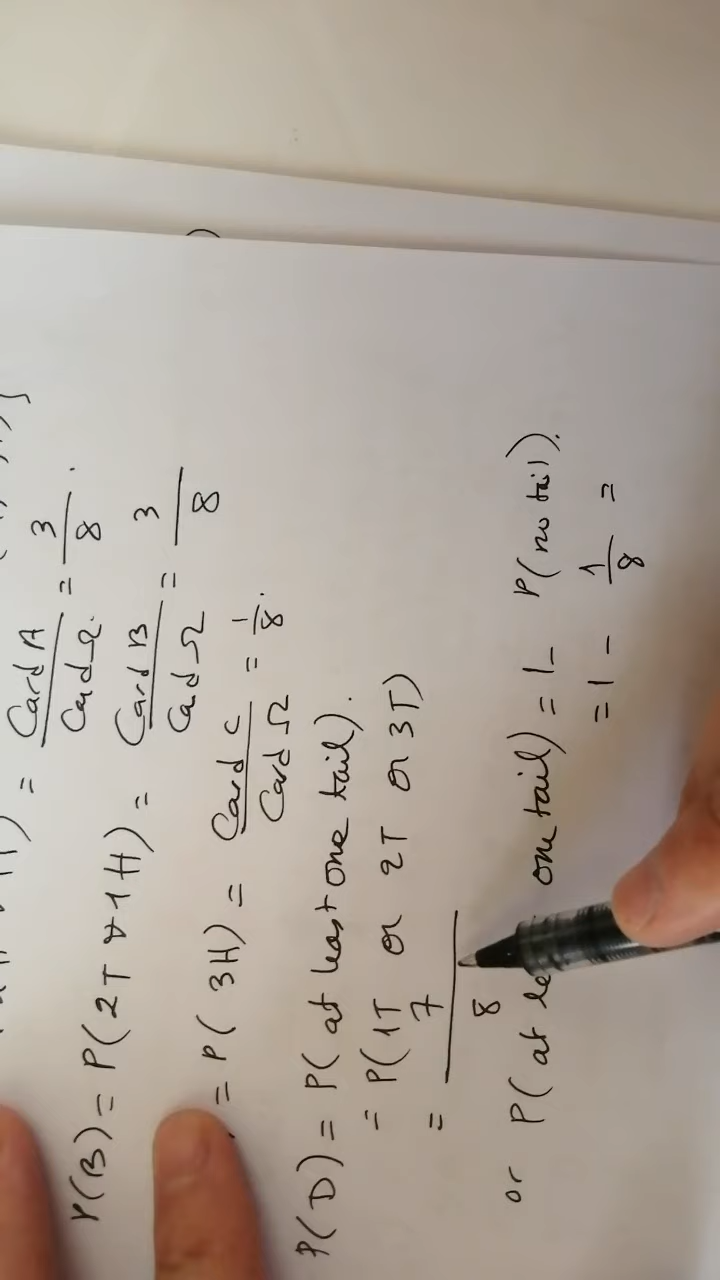 = Card A / Card Ω = 3/8.
P(B) = P(2T & 1H) = Card B / Cad Ω = 3/8
= P(3H) = Card C / Card Ω = 1/8.
P(D) = P(at least one tail).
= P(1T or 2T or 3T)
= 7/8
or P(at le one tail) = 1 - P(no tail).
= 1 - 1/8 =